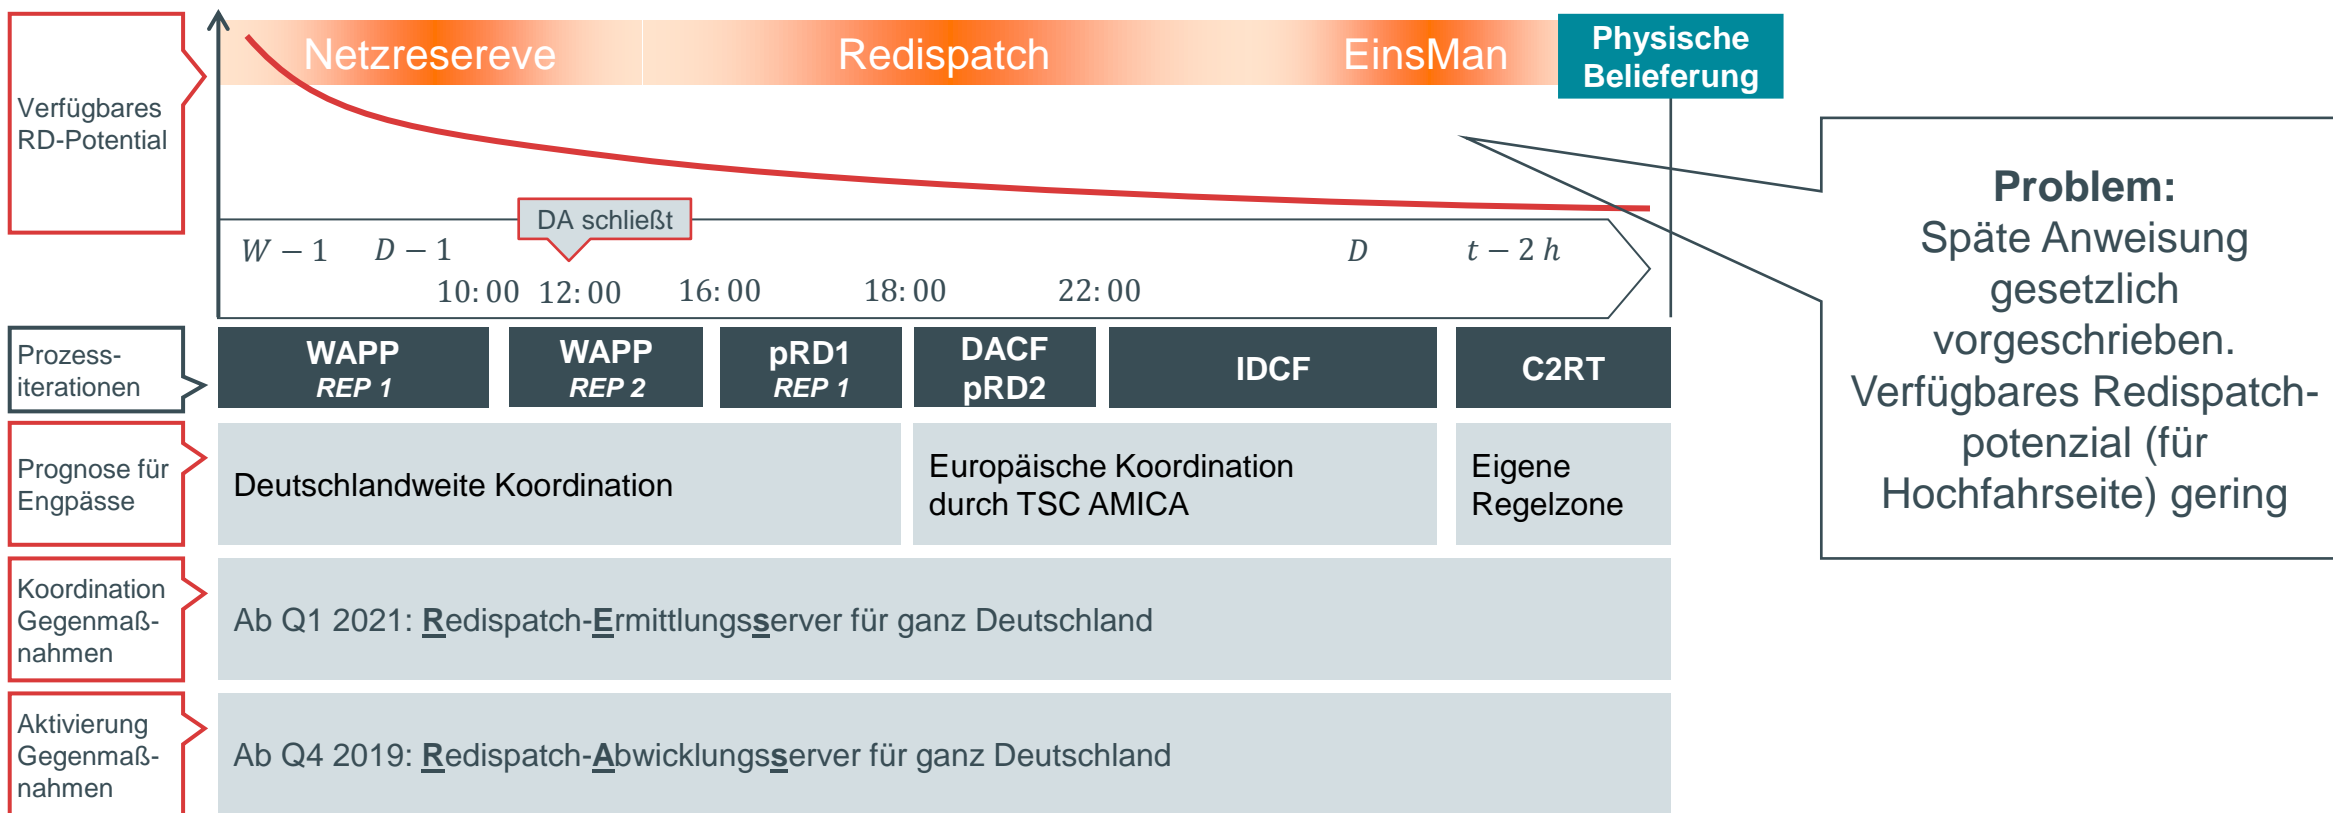 Verfügbares
RD-Potential
Netzresereve
Redispatch
EinsMan
Physische
Belieferung
DA schließt
W − 1
D − 1
D
t − 2 h
10:00
12:00
16:00
18:00
22:00
Problem:
Späte Anweisung
gesetzlich
vorgeschrieben.
Verfügbares Redispatch-
potenzial (für
Hochfahrseite) gering
Prozess-
iterationen
WAPP
REP 1
WAPP
REP 2
pRD1
REP 1
DACF
pRD2
IDCF
C2RT
Prognose für
Engpässe
Deutschlandweite Koordination
Europäische Koordination
durch TSC AMICA
Eigene
Regelzone
Koordination
Gegenmaß-
nahmen
Ab Q1 2021: Redispatch-Ermittlungsserver für ganz Deutschland
Aktivierung
Gegenmaß-
nahmen
Ab Q4 2019: Redispatch-Abwicklungsserver für ganz Deutschland